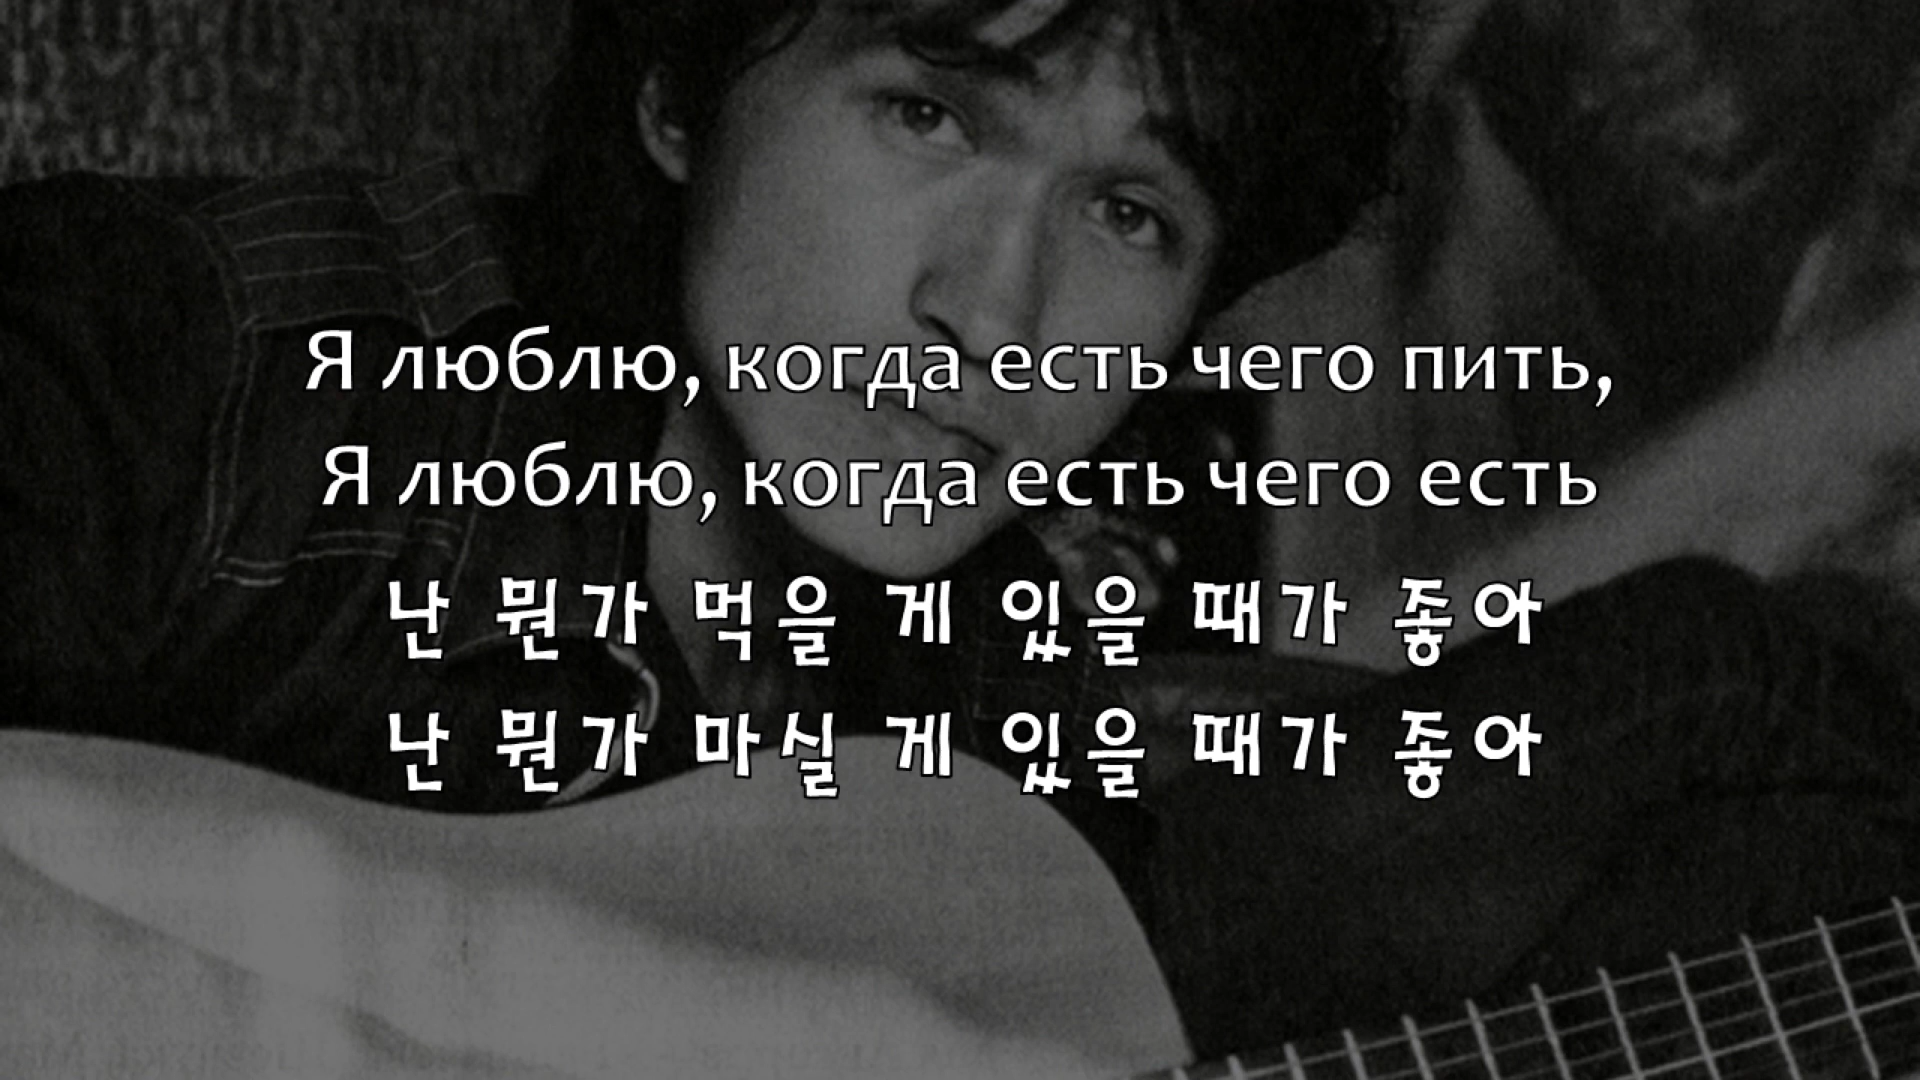 Я люблю, когда есть чего пить,
Я люблю, когда есть чего есть
난 뭔가 먹을 게 있을 때가 좋아
난 뭔가 마실 게 있을 때가 좋아